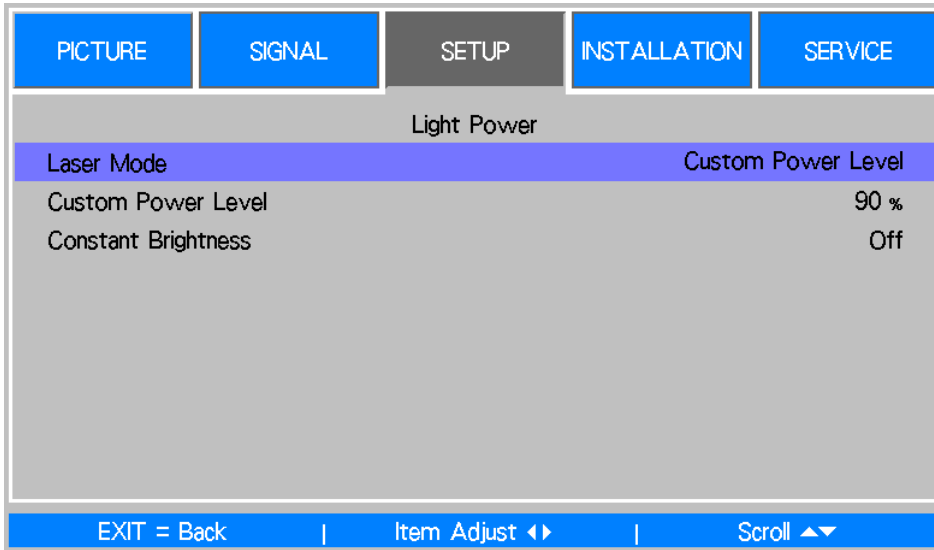 PICTURE SIGNAL SETUP INSTALLATION SERVICE
Light Power
Laser Mode Custom Power Level
Custom Power Level 90 %
Constant Brightness Off
EXIT = Back | Item Adjust ◂▸ | Scroll ▴▾